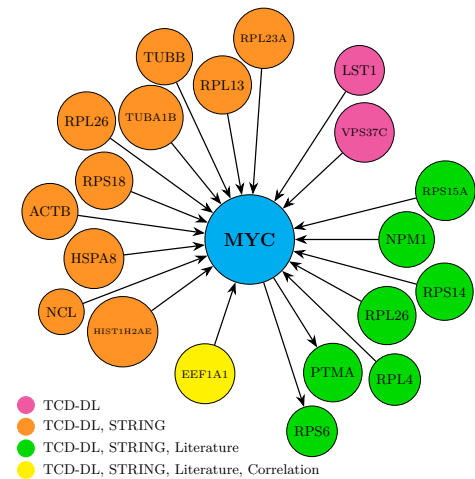 RPL23A
TUBB
LST1
RPL13
TUBA1B
RPL26
VPS37C
RPS18
RPS15A
ACTB
MYC
NPM1
HSPA8
RPS14
NCL
RPL26
HIST1H2AE
EEF1A1
PTMA
RPL4
RPS6
TCD-DL
TCD-DL, STRING
TCD-DL, STRING, Literature
TCD-DL, STRING, Literature, Correlation